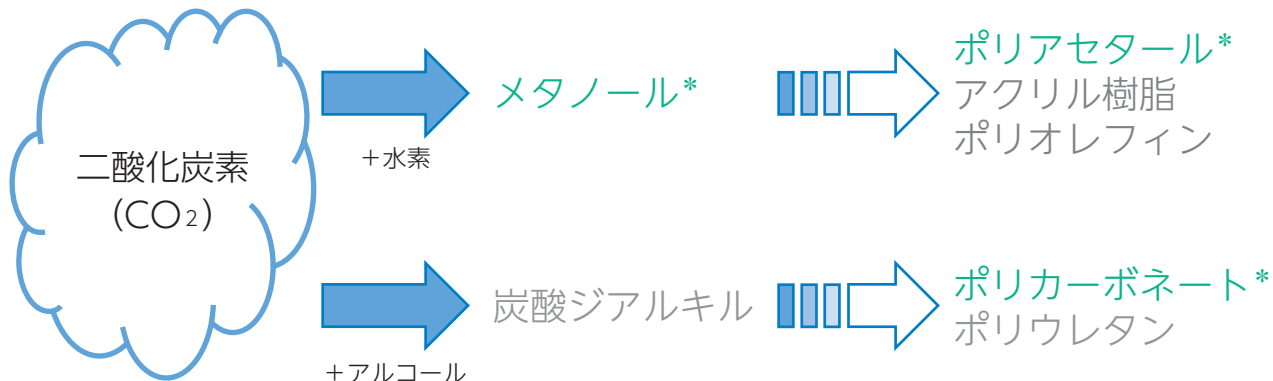 二酸化炭素
(CO2)
+水素
メタノール*
ポリアセタール*
アクリル樹脂
ポリオレフィン
+アルコール
炭酸ジアルキル
ポリカーボネート*
ポリウレタン